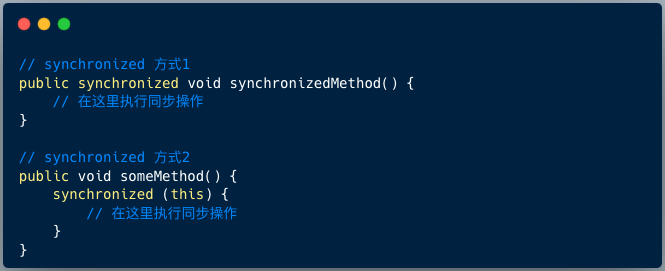 // synchronized 方式1
public synchronized void synchronizedMethod() {
    // 在这里执行同步操作
}

// synchronized 方式2
public void someMethod() {
    synchronized (this) {
        // 在这里执行同步操作
    }
}